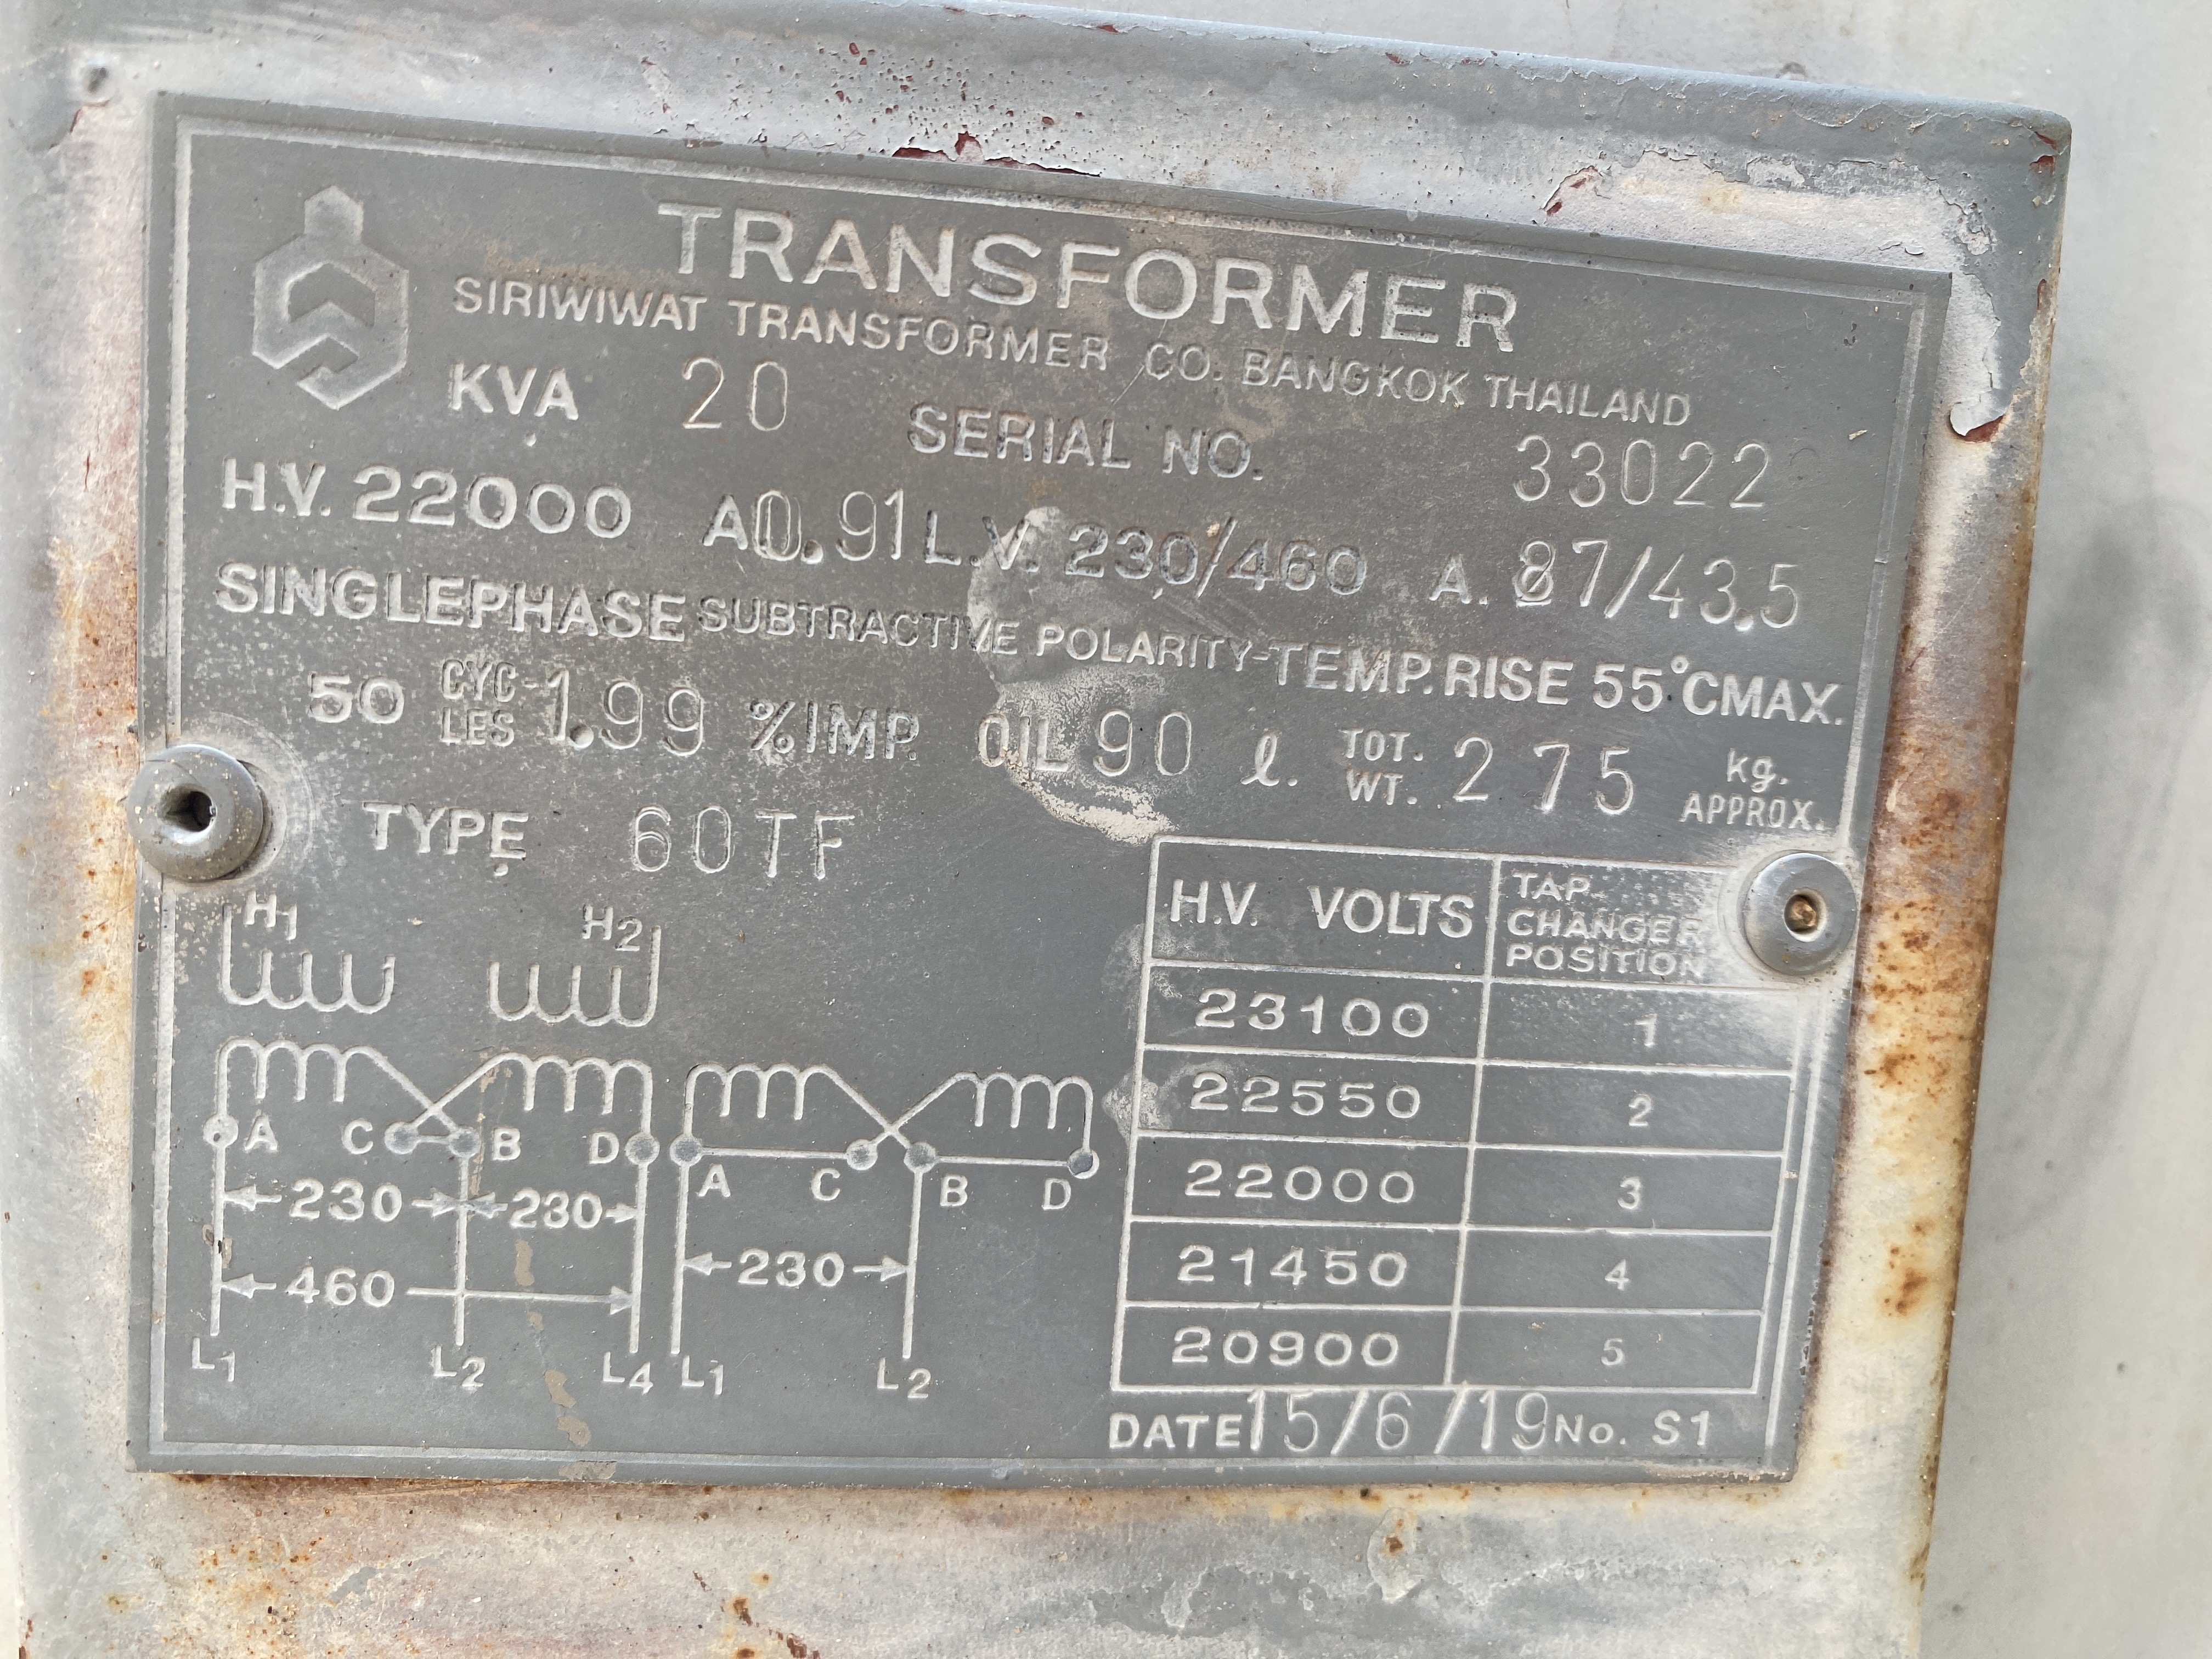 TRANSFORMER
SIRIWIWAT TRANSFORMER CO. BANGKOK THAILAND
KVA 20 SERIAL NO. 33022
H.V. 22000 A 0.91 L.V. 230/460 A. 87/43.5
SINGLEPHASE SUBTRACTIVE POLARITY-TEMP. RISE 55°C MAX.
50 CYC-LES 1.99 % IMP. OIL 90 l. TOT. WT. 275 kg. APPROX.
TYPE 60TF
H1 H2
A C B D A C B D
230 230 230
460
L1 L2 L4 L1 L2
H.V. VOLTS TAP-CHANGER POSITION
23100 1
22550 2
22000 3
21450 4
20900 5
DATE 15/6/19 No. S1